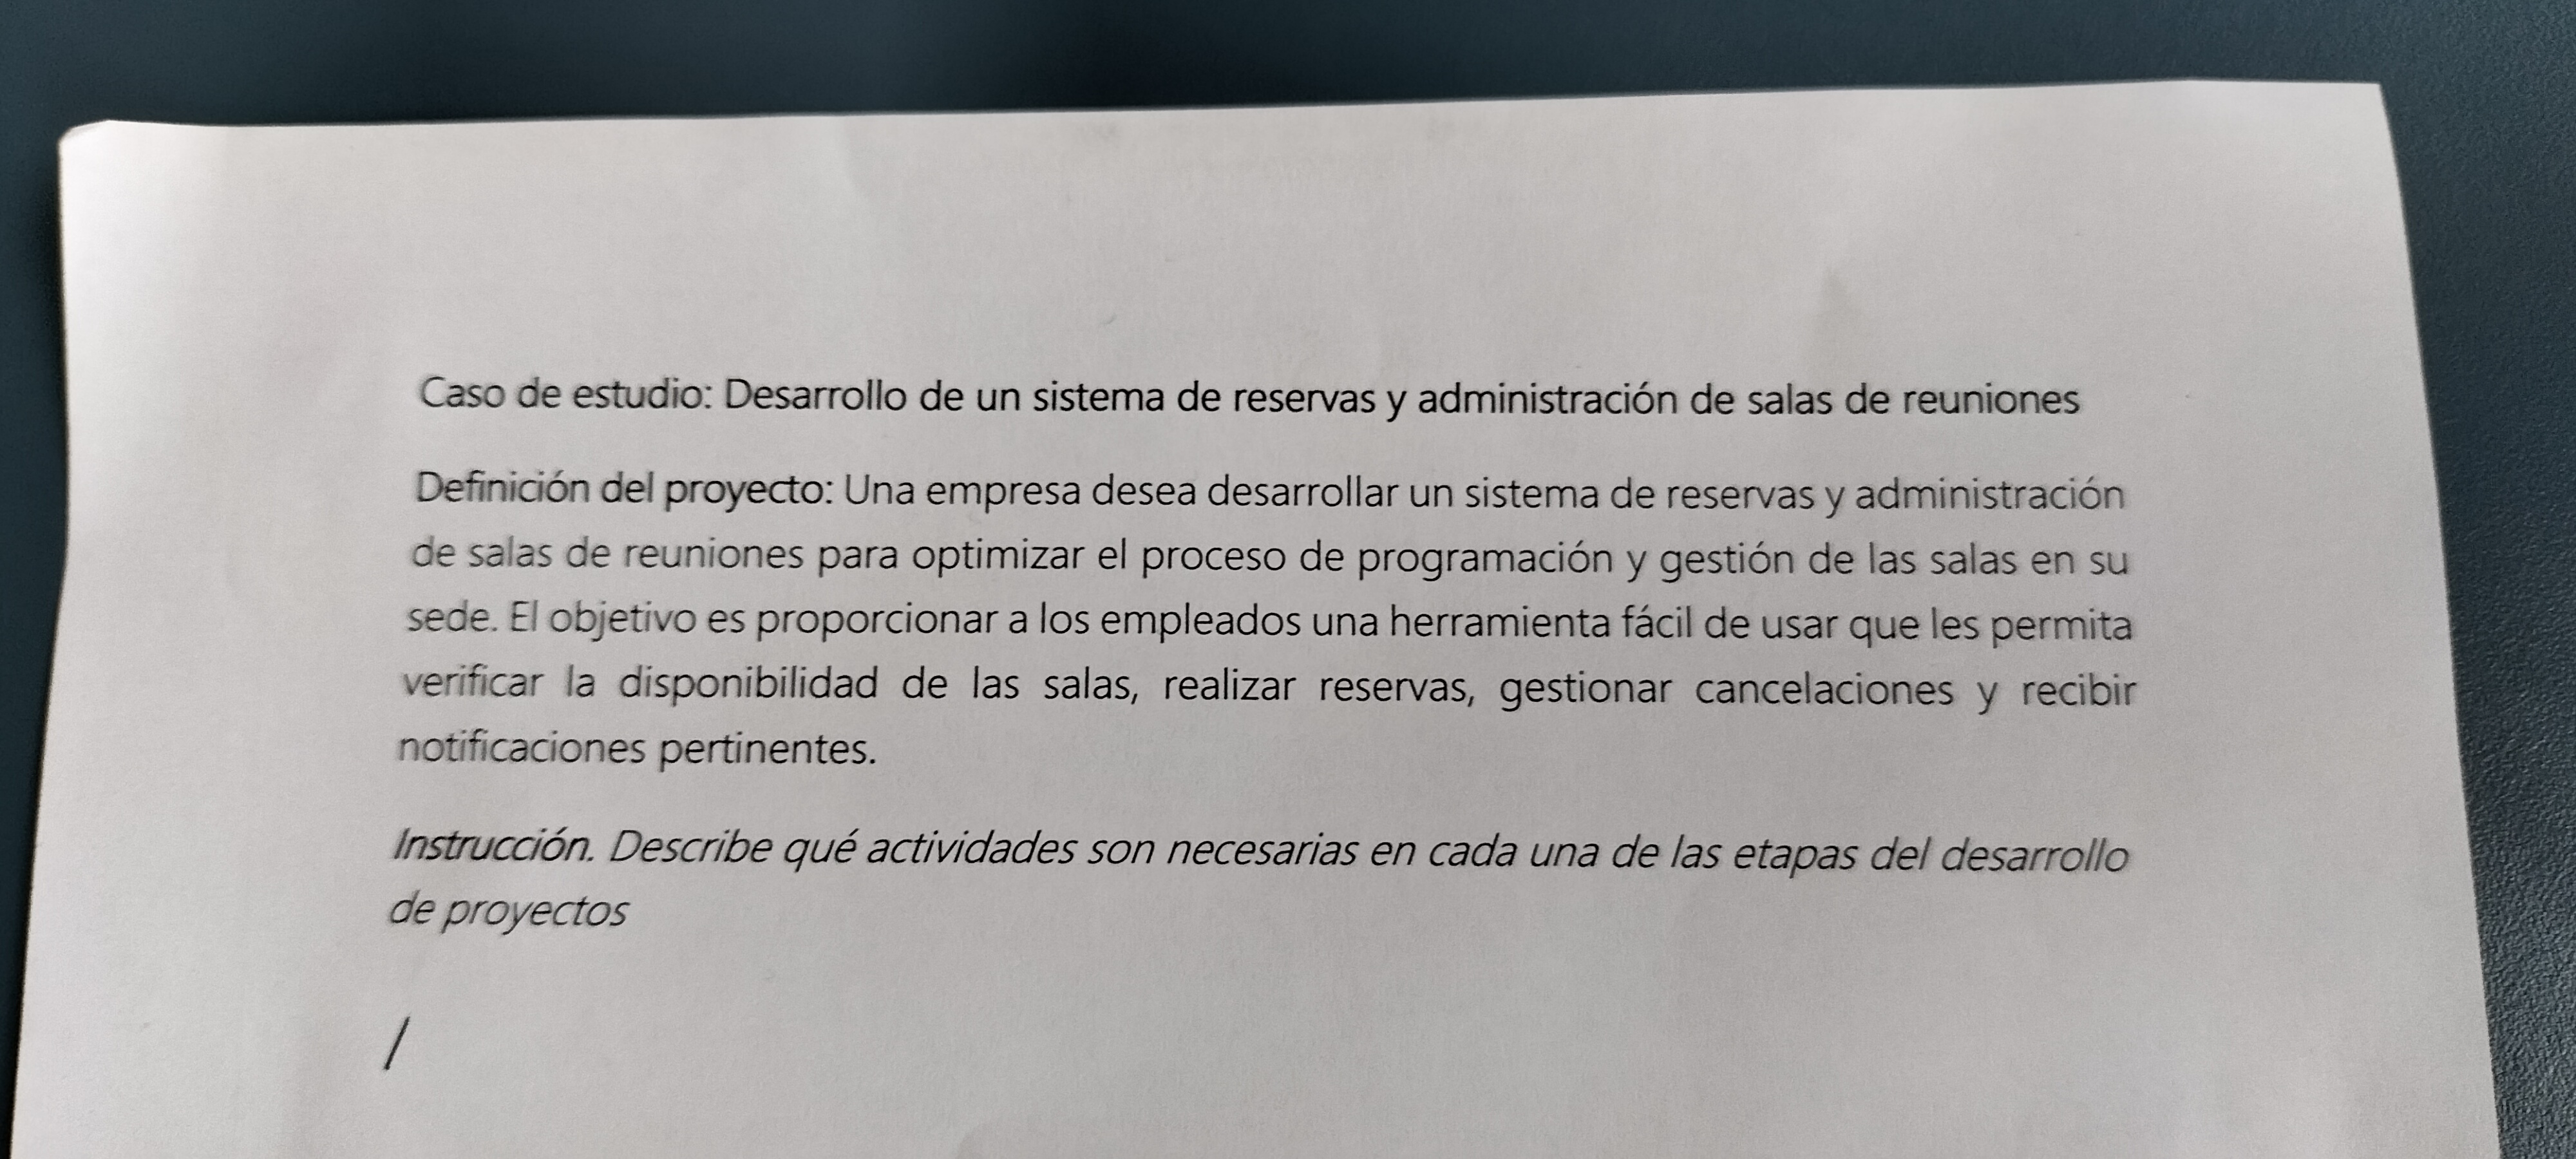 Caso de estudio: Desarrollo de un sistema de reservas y administración de salas de reuniones
Definición del proyecto: Una empresa desea desarrollar un sistema de reservas y administración
de salas de reuniones para optimizar el proceso de programación y gestión de las salas en su
sede. El objetivo es proporcionar a los empleados una herramienta fácil de usar que les permita
verificar la disponibilidad de las salas, realizar reservas, gestionar cancelaciones y recibir
notificaciones pertinentes.
Instrucción. Describe qué actividades son necesarias en cada una de las etapas del desarrollo
de proyectos
/